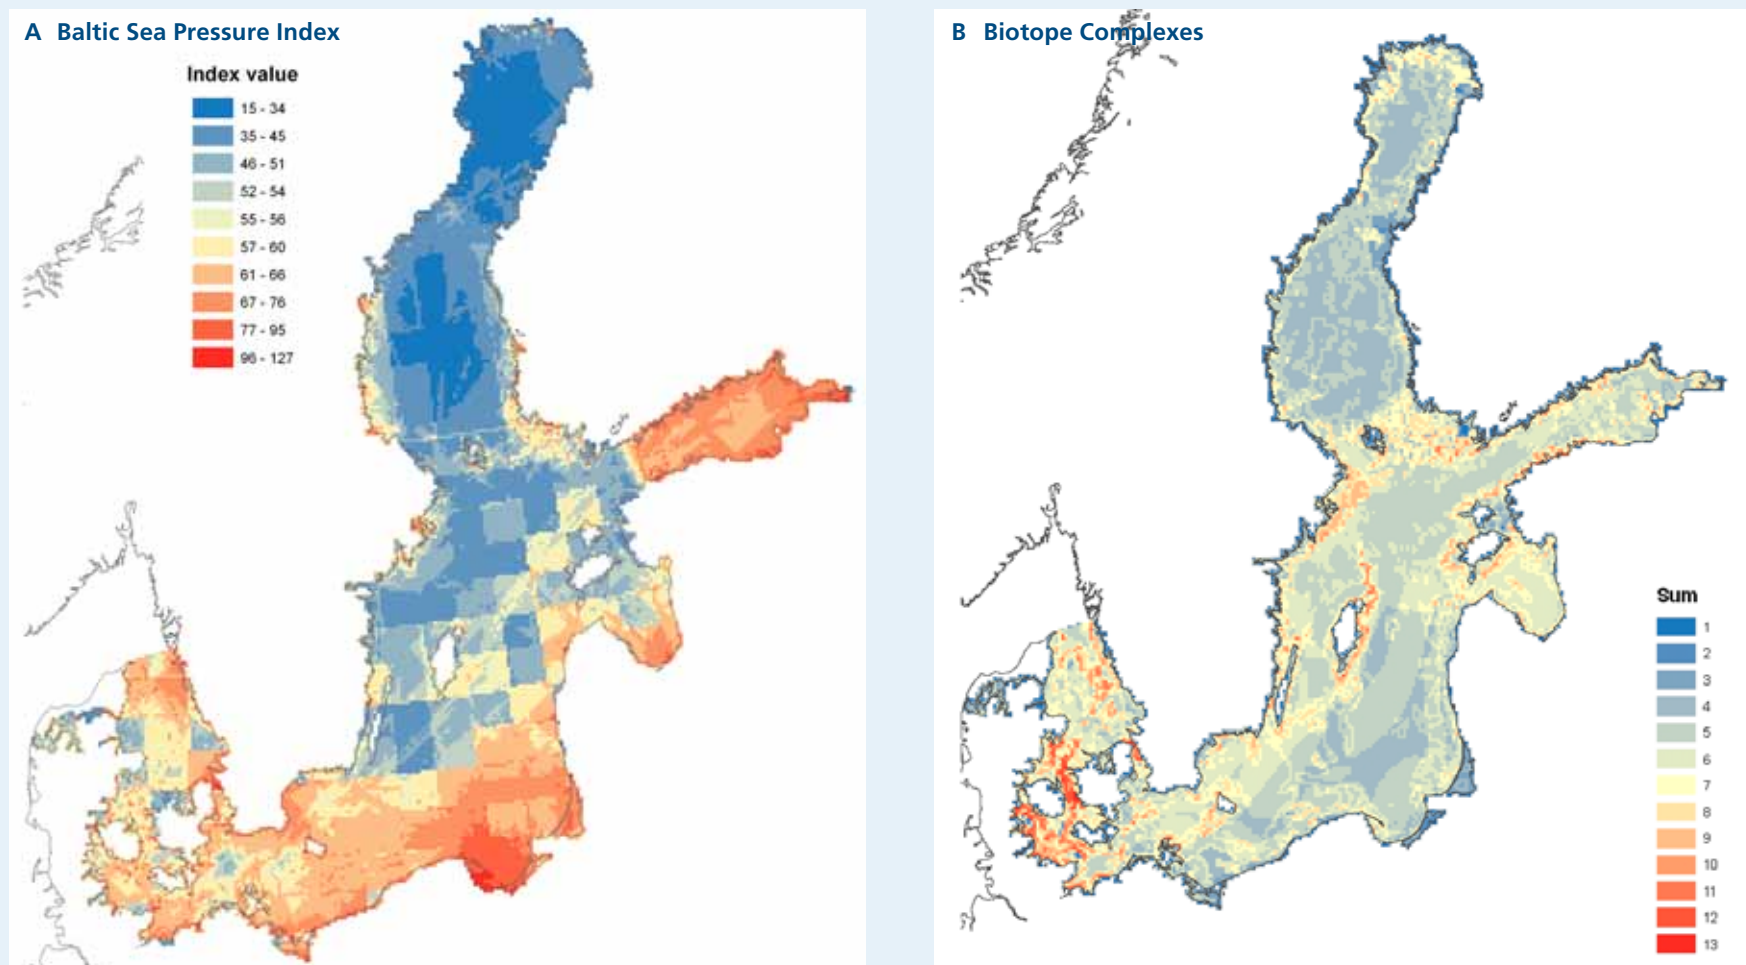 A Baltic Sea Pressure Index
Index value
15 - 34
35 - 45
46 - 51
52 - 54
55 - 56
57 - 60
61 - 66
67 - 76
77 - 95
96 - 127
B Biotope Complexes
Sum
1
2
3
4
5
6
7
8
9
10
11
12
13